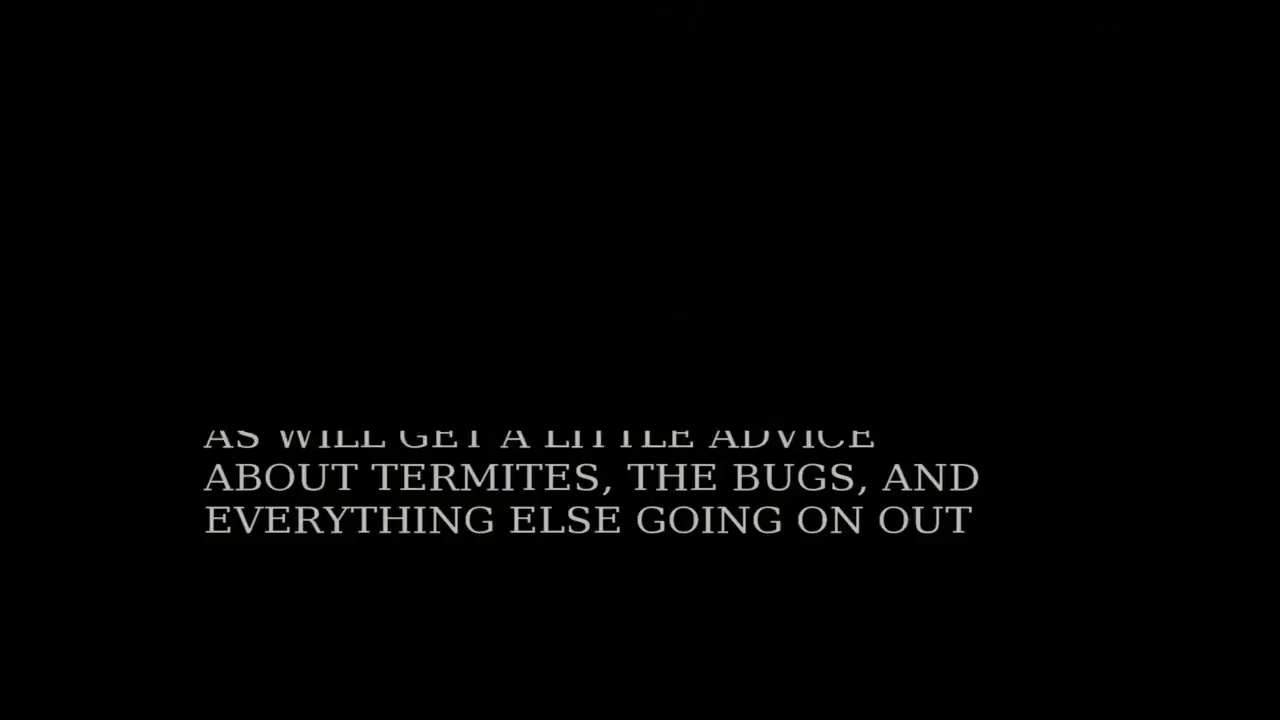 AS WILL GET A LITTLE ADVICE
ABOUT TERMITES, THE BUGS, AND
EVERYTHING ELSE GOING ON OUT